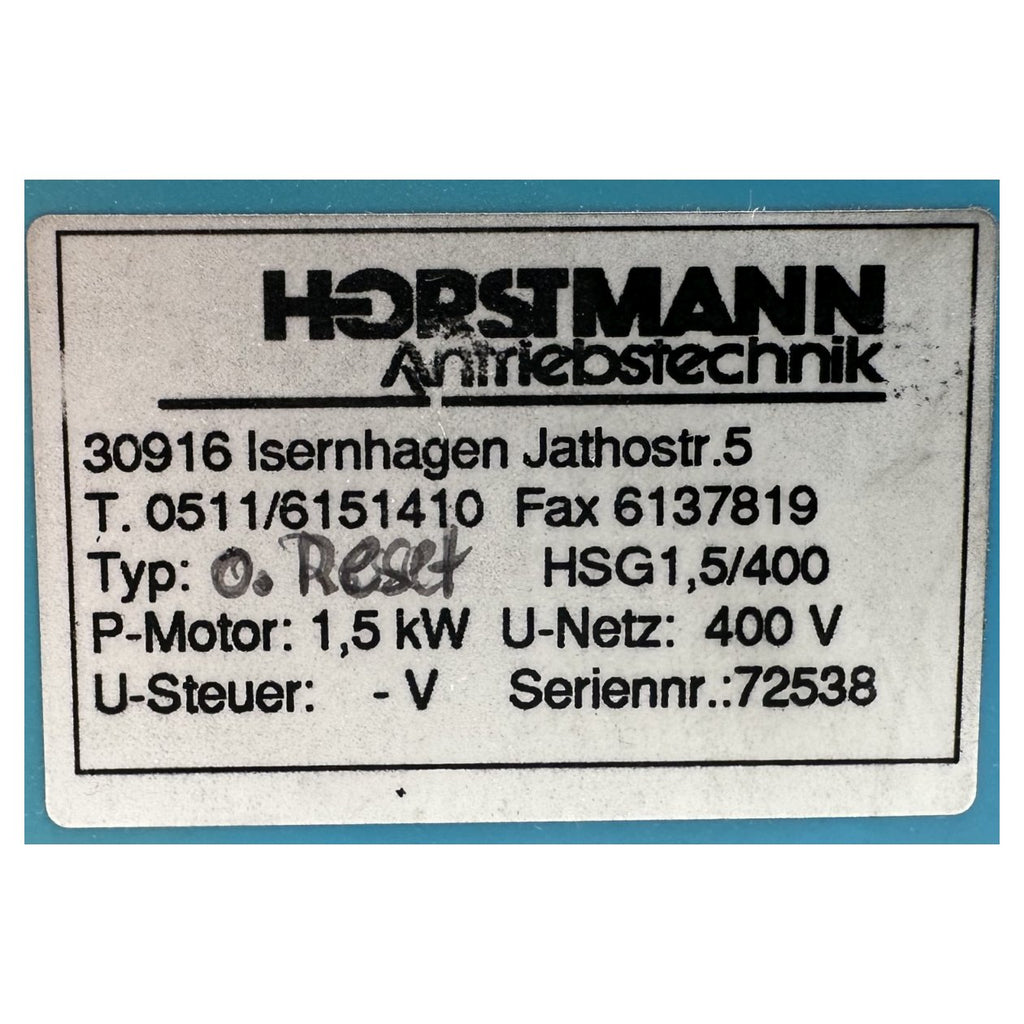 HORSTMANN
Antriebstechnik
30916 Isernhagen Jathostr.5
T. 0511/6151410 Fax 6137819
Typ: o. Reset HSG1,5/400
P-Motor: 1,5 kW U-Netz: 400 V
U-Steuer: - V Seriennr.:72538